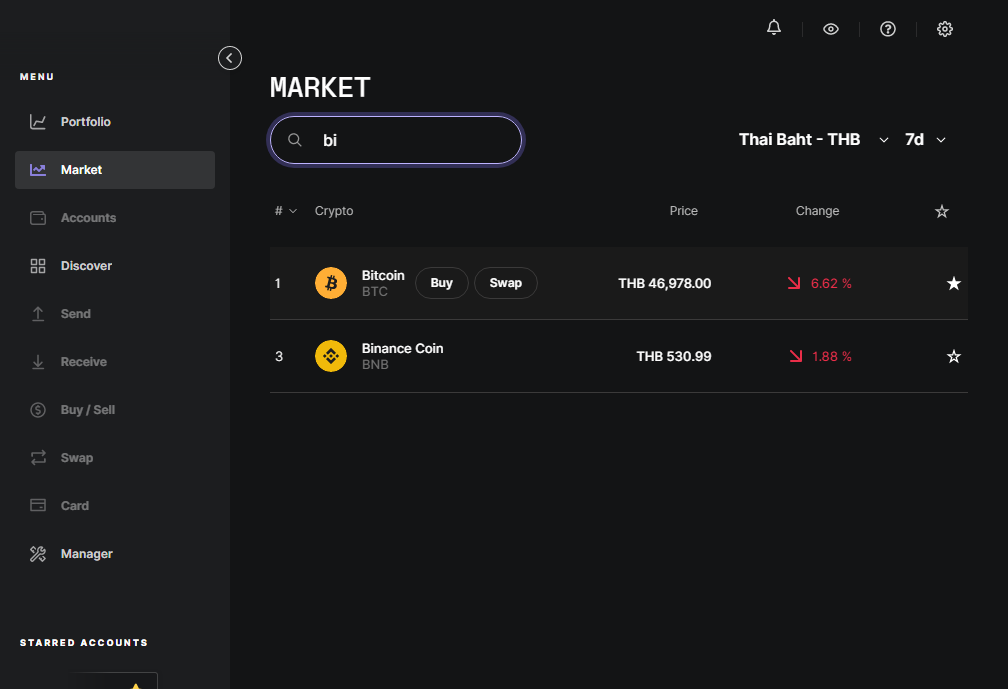 MENU
Portfolio
Market
Accounts
Discover
Send
Receive
Buy / Sell
Swap
Card
Manager
STARRED ACCOUNTS
MARKET
bi
Thai Baht - THB 7d
# Crypto Price Change
1 Bitcoin BTC Buy Swap THB 46,978.00 6.62 %
3 Binance Coin BNB THB 530.99 1.88 %